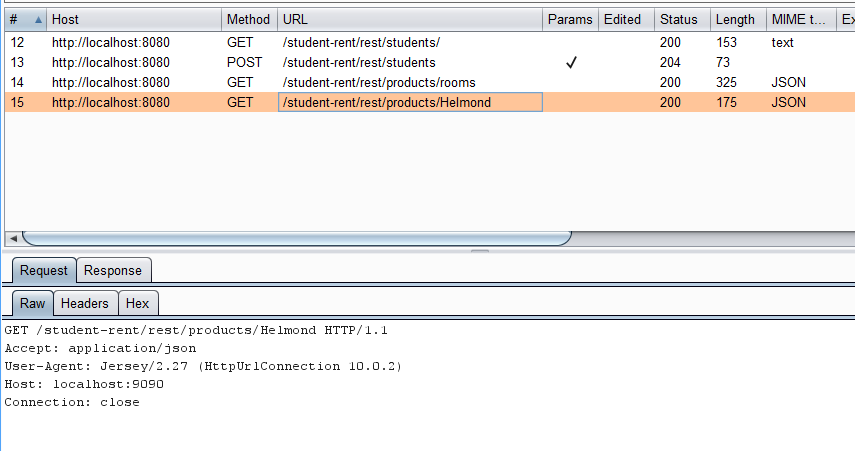 # Host Method URL Params Edited Status Length MIME t... Ex
12 http://localhost:8080 GET /student-rent/rest/students/ 200 153 text
13 http://localhost:8080 POST /student-rent/rest/students ✓ 204 73
14 http://localhost:8080 GET /student-rent/rest/products/rooms 200 325 JSON
15 http://localhost:8080 GET /student-rent/rest/products/Helmond 200 175 JSON
Request Response
Raw Headers Hex
GET /student-rent/rest/products/Helmond HTTP/1.1
Accept: application/json
User-Agent: Jersey/2.27 (HttpUrlConnection 10.0.2)
Host: localhost:9090
Connection: close